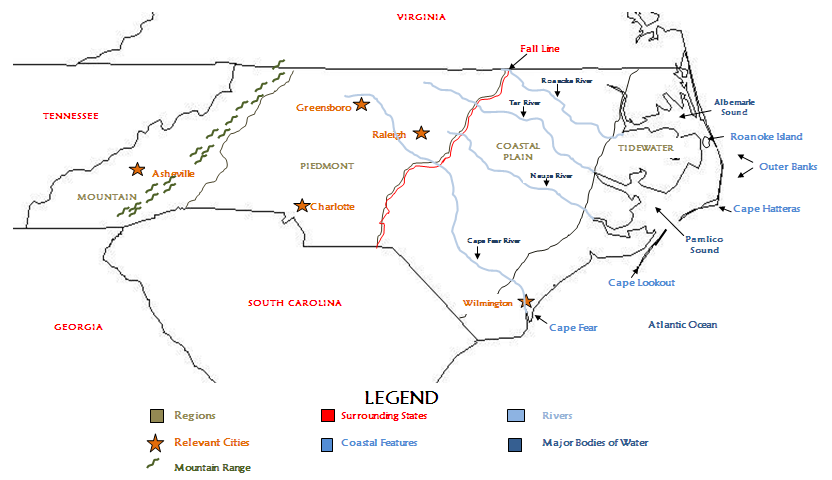 VIRGINIA
Fall Line
Roanoke River
TENNESSEE
Greensboro
Tar River
Albemarle
Sound
Raleigh
Roanoke Island
COASTAL
PLAIN
TIDEWATER
PIEDMONT
Outer Banks
Asheville
Neuse River
MOUNTAIN
Charlotte
Cape Hatteras
Cape Fear River
Pamlico
Sound
Cape Lookout
SOUTH CAROLINA
Wilmington
GEORGIA
Cape Fear
Atlantic Ocean
LEGEND
Regions
Surrounding States
Rivers
Relevant Cities
Coastal Features
Major Bodies of Water
Mountain Range